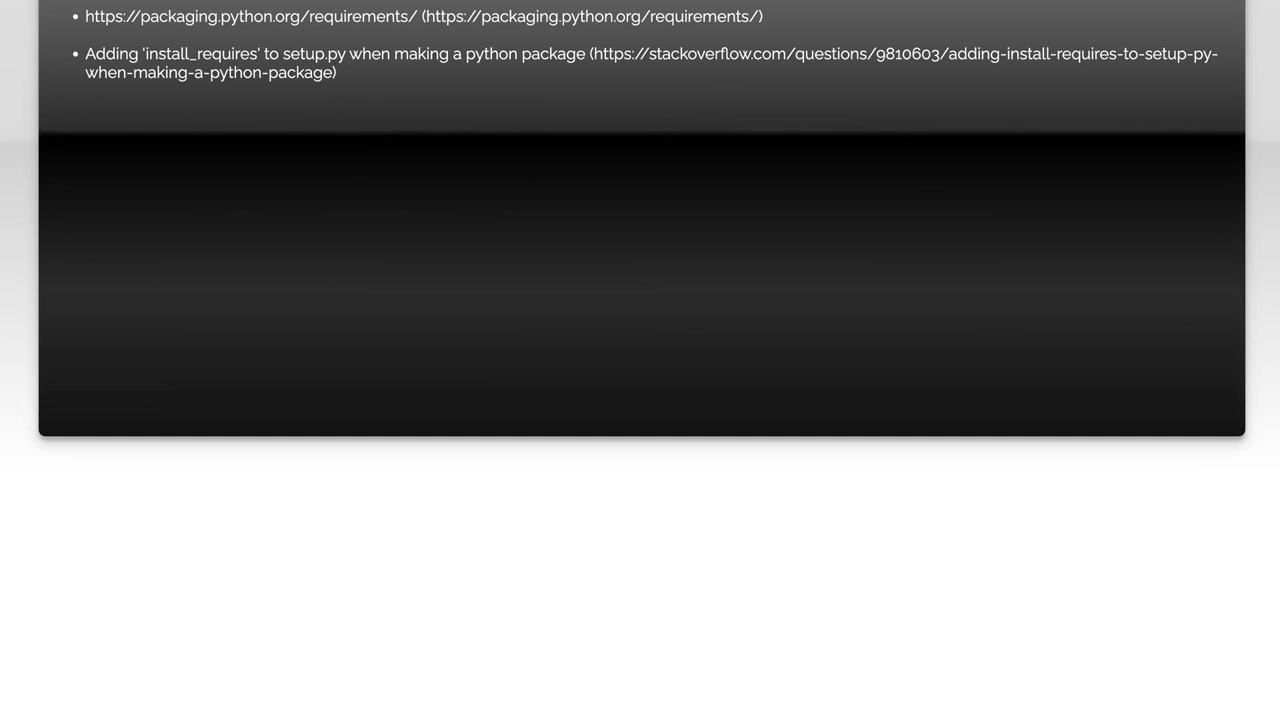 • https://packaging.python.org/requirements/ (https://packaging.python.org/requirements/)
• Adding 'install_requires' to setup.py when making a python package (https://stackoverflow.com/questions/9810603/adding-install-requires-to-setup-py-
when-making-a-python-package)